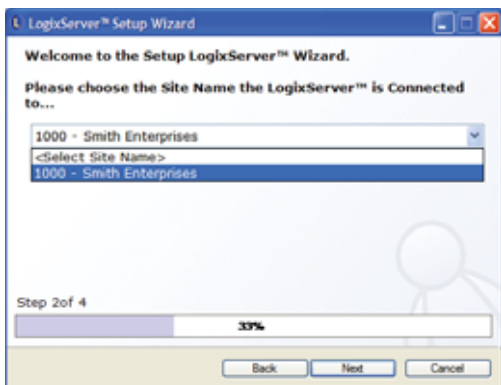 LogixServer™ Setup Wizard
Welcome to the Setup LogixServer™ Wizard.
Please choose the Site Name the LogixServer™ is Connected
to...
1000 - Smith Enterprises
<Select Site Name>
1000 - Smith Enterprises
Step 2of 4
33%
Back Next Cancel